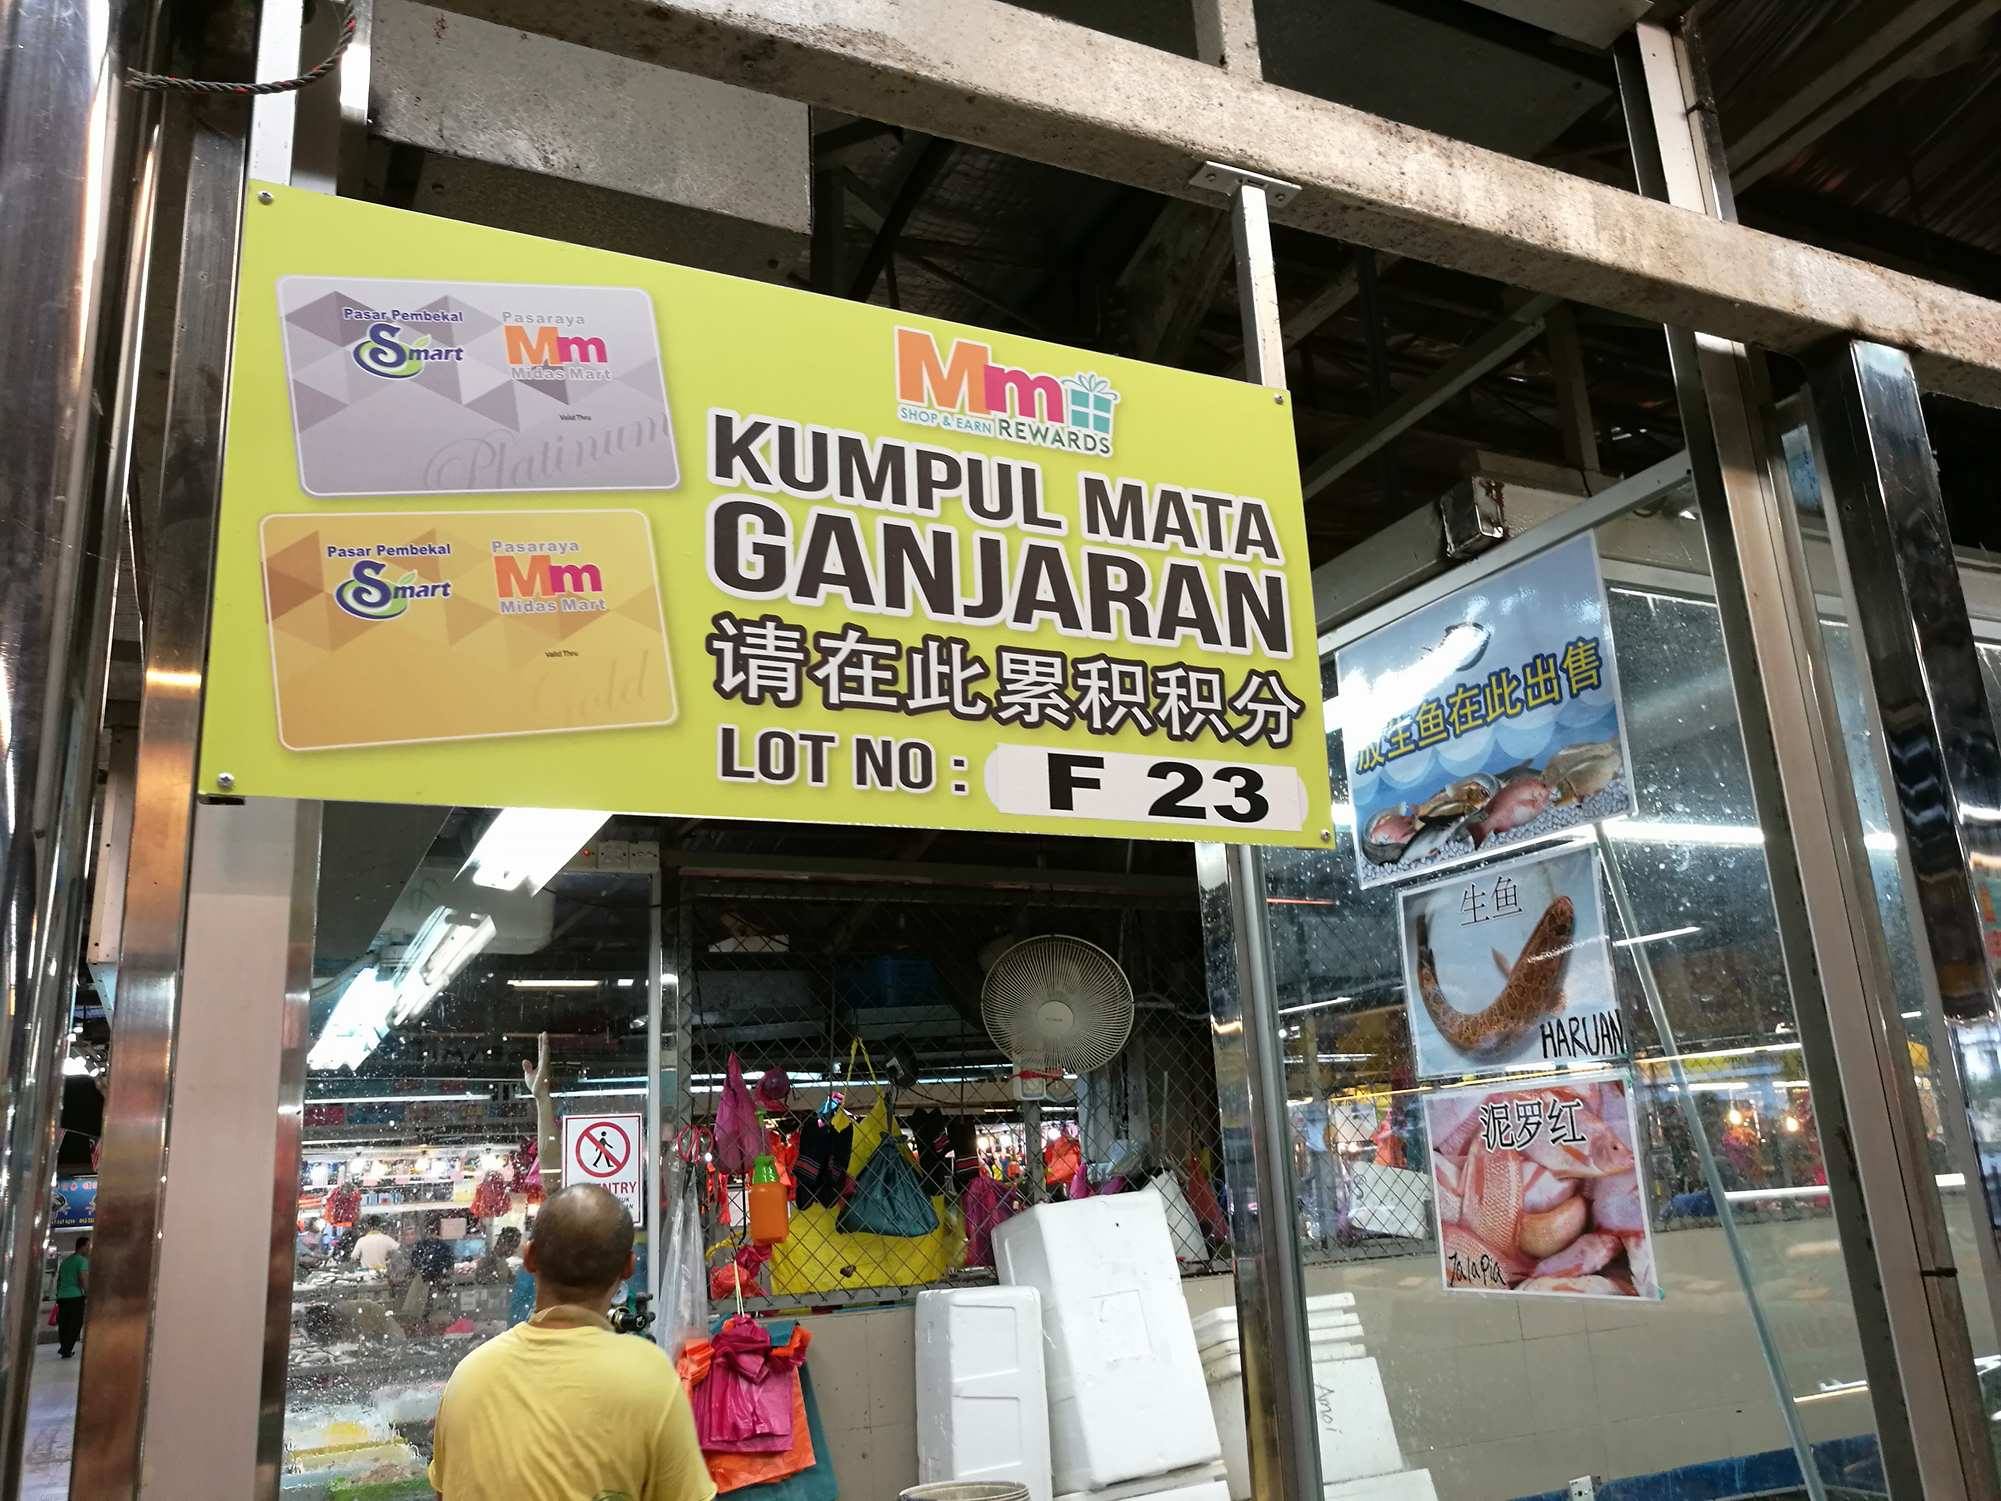 Pasar Pembekal
Smart
Pasaraya
Mm
Midas Mart
Valid Thru
Platinum
Pasar Pembekal
Smart
Pasaraya
Mm
Midas Mart
Valid Thru
Gold
Mm
SHOP & EARN REWARDS
KUMPUL MATA
GANJARAN
请在此累积积分
LOT NO : F 23
放生鱼在此出售
生鱼
HARUAN
泥罗红
Talapia